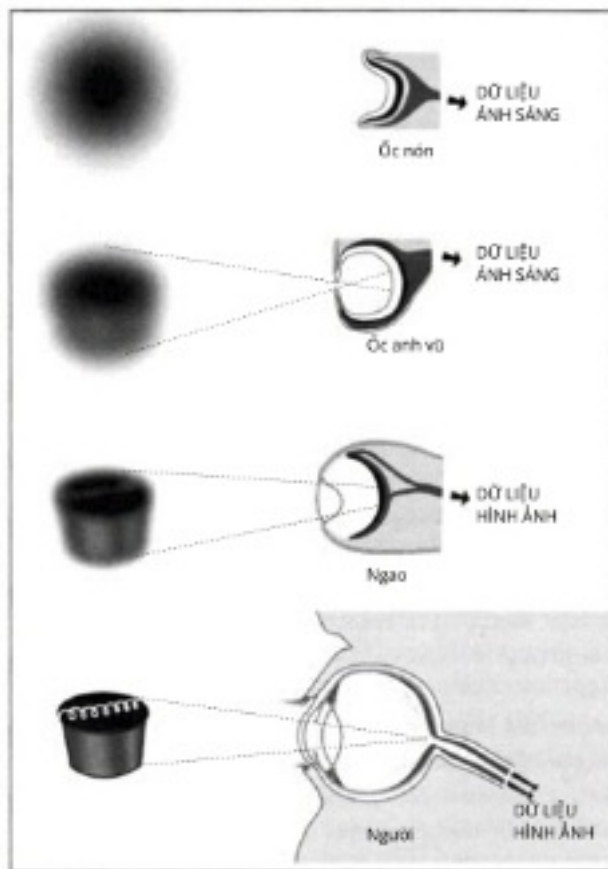 DỮ LIỆU
ÁNH SÁNG
Ốc nón
DỮ LIỆU
ÁNH SÁNG
Ốc anh vũ
DỮ LIỆU
HÌNH ẢNH
Ngao
DỮ LIỆU
HÌNH ẢNH
Người